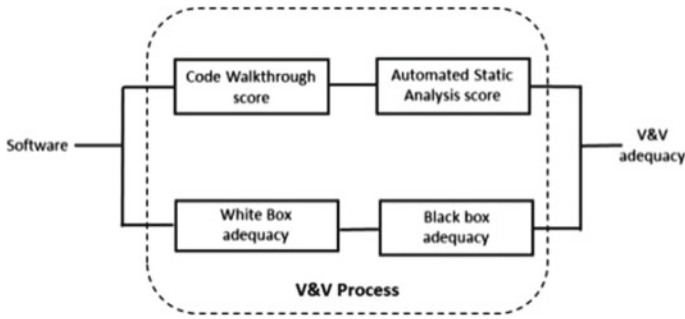 Code Walkthrough
score
Automated Static
Analysis score
Software
V&V
adequacy
White Box
adequacy
Black box
adequacy
V&V Process